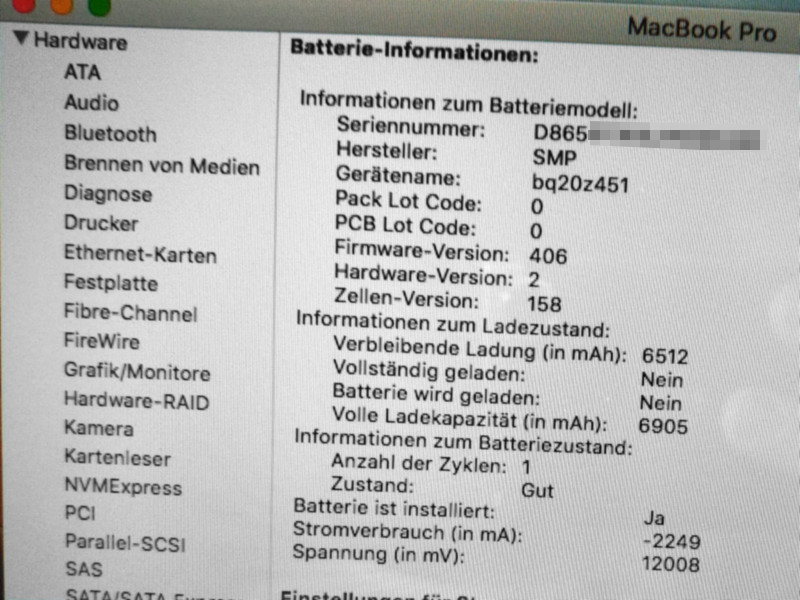 MacBook Pro
Hardware
ATA
Audio
Bluetooth
Brennen von Medien
Diagnose
Drucker
Ethernet-Karten
Festplatte
Fibre-Channel
FireWire
Grafik/Monitore
Hardware-RAID
Kamera
Kartenleser
NVMExpress
PCI
Parallel-SCSI
SAS
SATA/SATA Express
Batterie-Informationen:
Informationen zum Batteriemodell:
Seriennummer: D865
Hersteller: SMP
Gerätename: bq20z451
Pack Lot Code: 0
PCB Lot Code: 0
Firmware-Version: 406
Hardware-Version: 2
Zellen-Version: 158
Informationen zum Ladezustand:
Verbleibende Ladung (in mAh): 6512
Vollständig geladen: Nein
Batterie wird geladen: Nein
Volle Ladekapazität (in mAh): 6905
Informationen zum Batteriezustand:
Anzahl der Zyklen: 1
Zustand: Gut
Batterie ist installiert: Ja
Stromverbrauch (in mA): -2249
Spannung (in mV): 12008
Einstellungen für